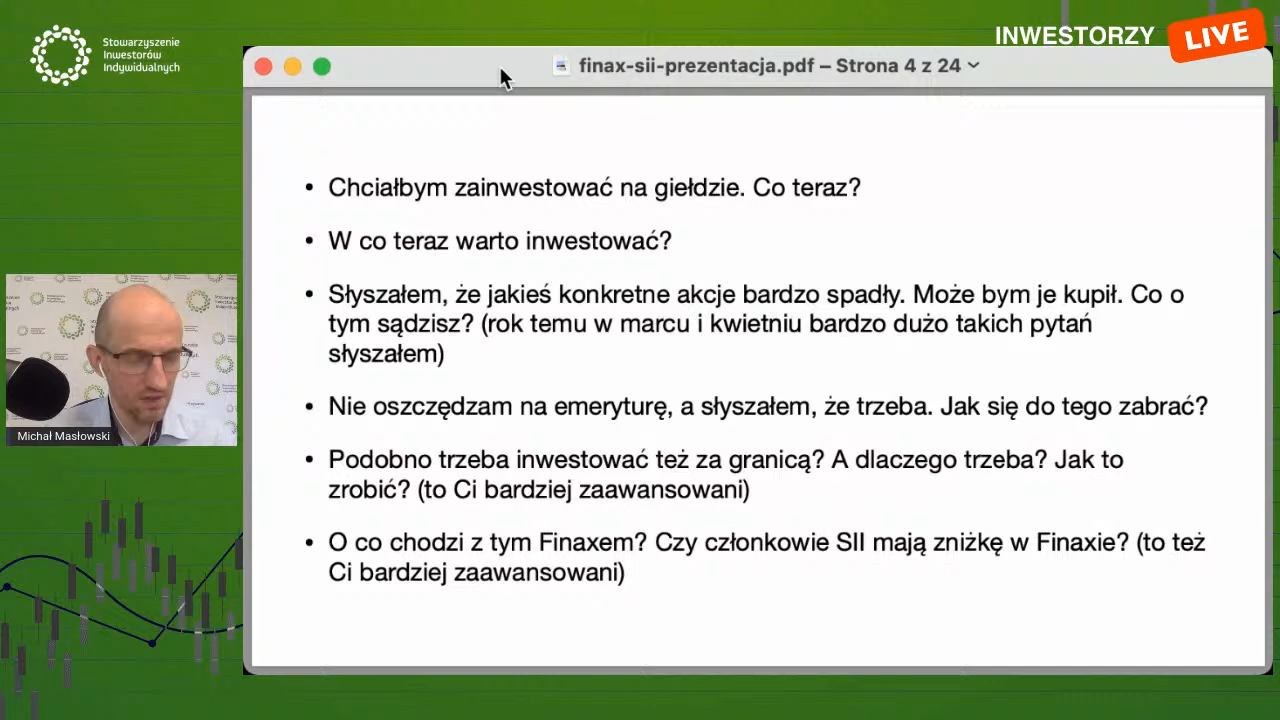 Stowarzyszenie
Inwestorów
Indywidualnych
INWESTORZY LIVE
finax-sii-prezentacja.pdf – Strona 4 z 24
• Chciałbym zainwestować na giełdzie. Co teraz?
• W co teraz warto inwestować?
• Słyszałem, że jakieś konkretne akcje bardzo spadły. Może bym je kupił. Co o
tym sądzisz? (rok temu w marcu i kwietniu bardzo dużo takich pytań
słyszałem)
• Nie oszczędzam na emeryturę, a słyszałem, że trzeba. Jak się do tego zabrać?
• Podobno trzeba inwestować też za granicą? A dlaczego trzeba? Jak to
zrobić? (to Ci bardziej zaawansowani)
• O co chodzi z tym Finaxem? Czy członkowie SII mają zniżkę w Finaxie? (to też
Ci bardziej zaawansowani)
Michał Masłowski